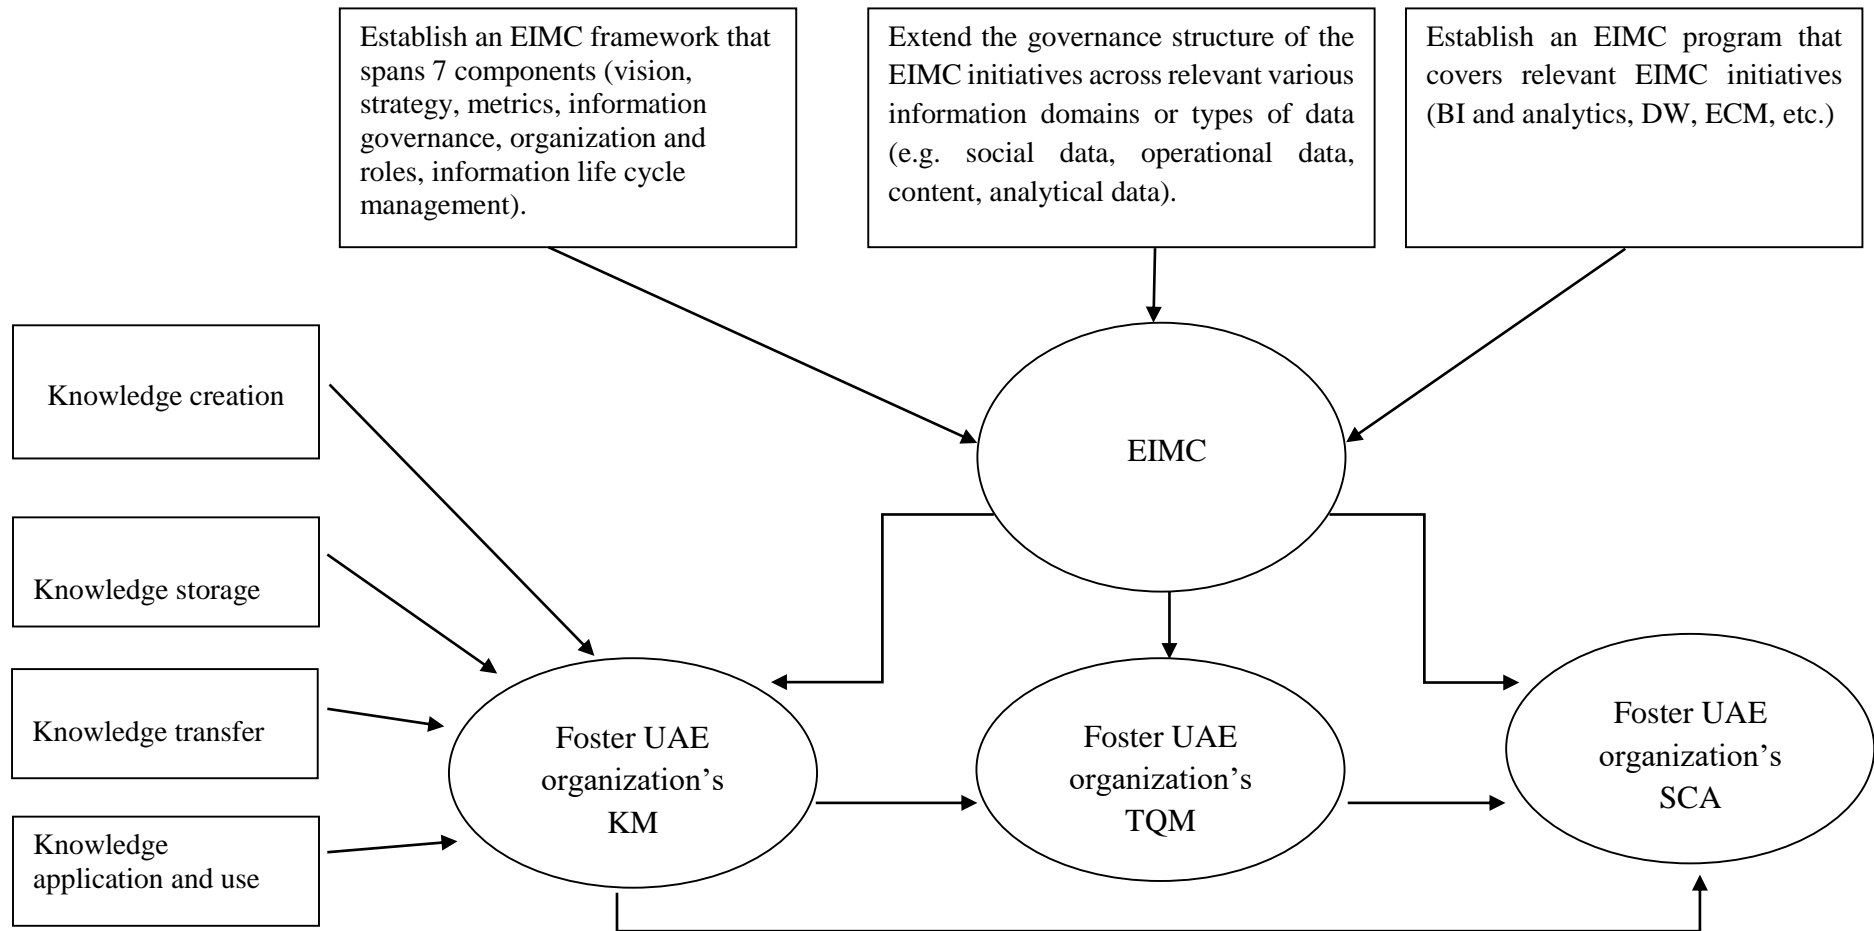 Establish an EIMC framework that
spans 7 components (vision,
strategy, metrics, information
governance, organization and
roles, information life cycle
management).
Extend the governance structure of the
EIMC initiatives across relevant various
information domains or types of data
(e.g. social data, operational data,
content, analytical data).
Establish an EIMC program that
covers relevant EIMC initiatives
(BI and analytics, DW, ECM, etc.)
Knowledge creation
EIMC
Knowledge storage
Knowledge transfer
Knowledge
application and use
Foster UAE
organization’s
KM
Foster UAE
organization’s
TQM
Foster UAE
organization’s
SCA